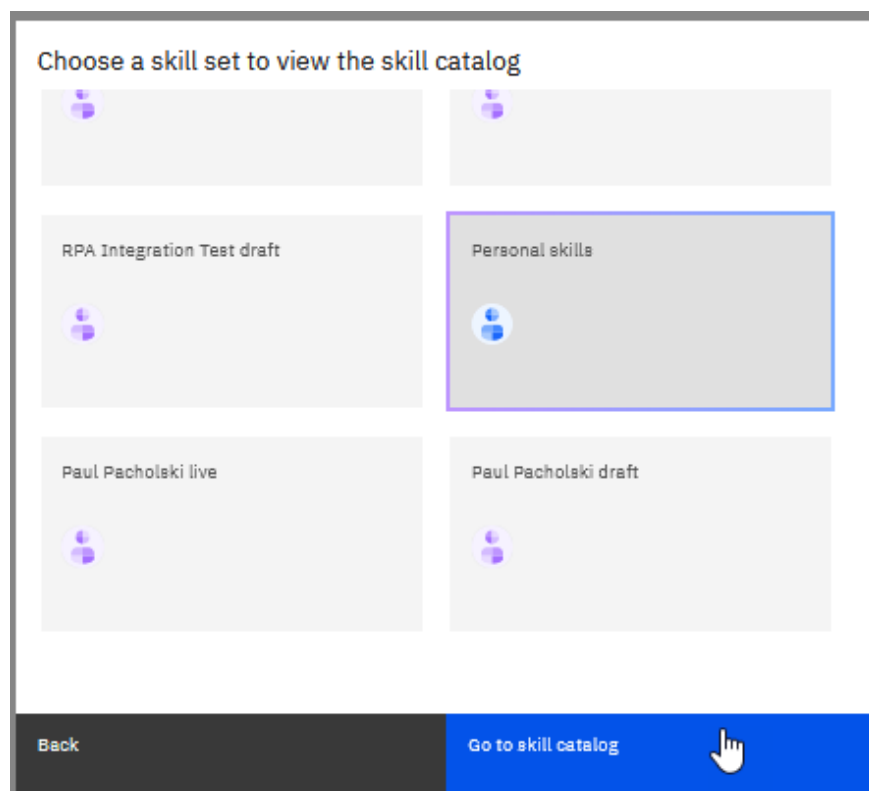 Choose a skill set to view the skill catalog
RPA Integration Test draft
Personal skills
Paul Pacholski live
Paul Pacholski draft
Back
Go to skill catalog